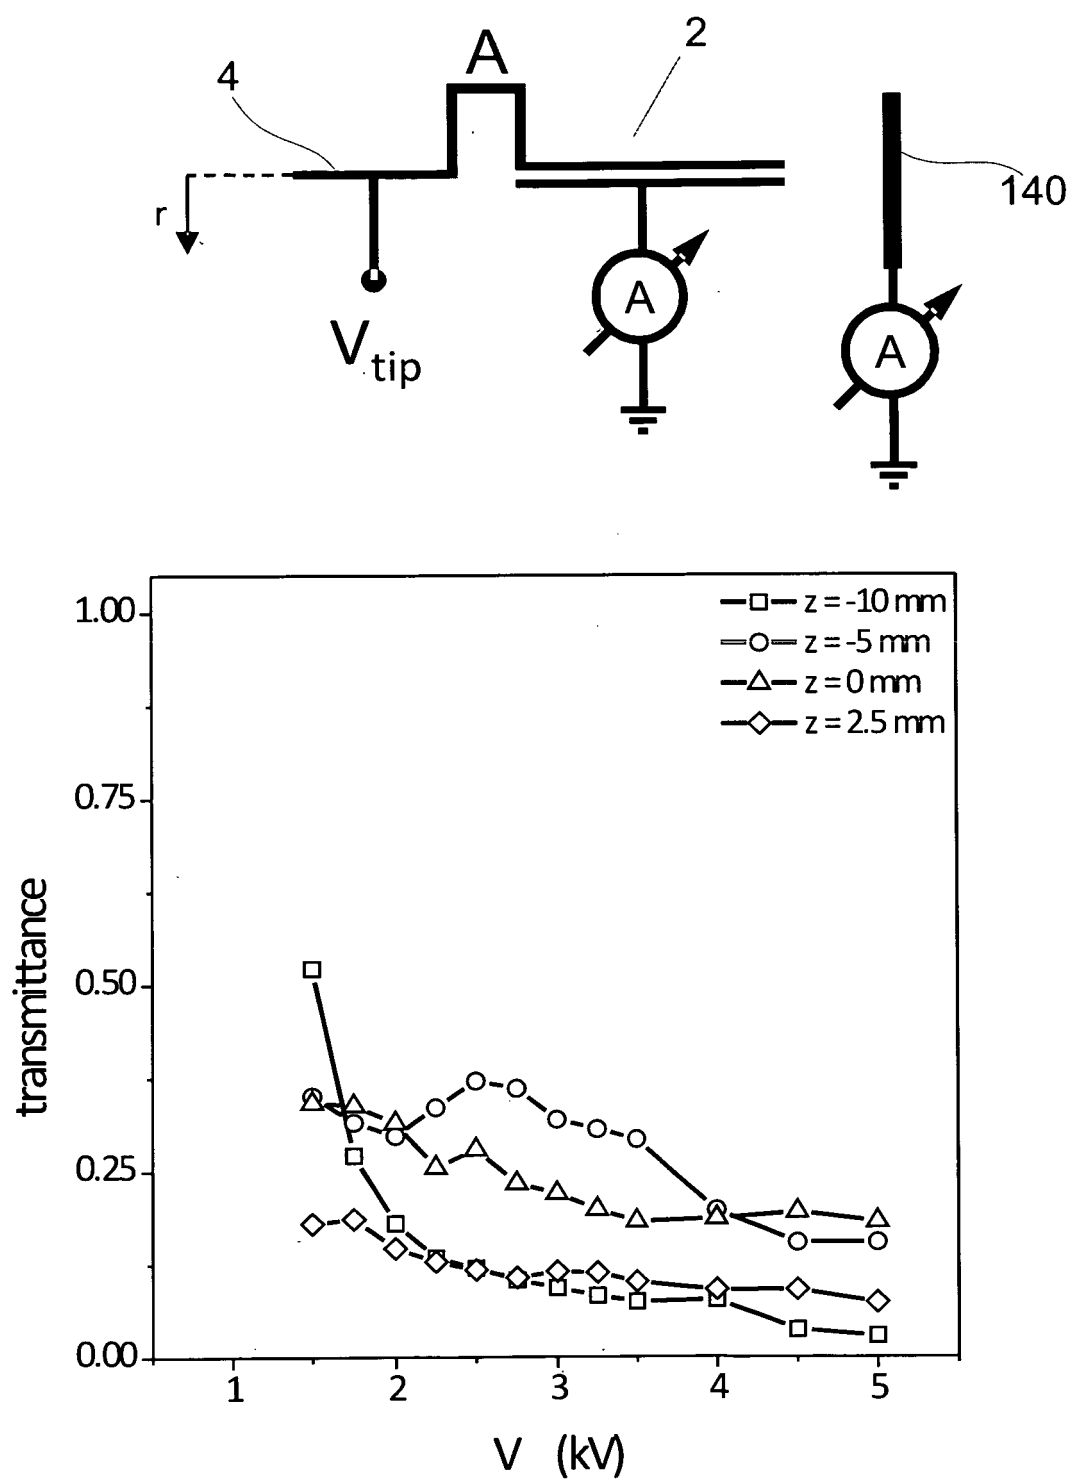 A
2
4
140
r
A
A
V tip
1.00
0.75
0.50
0.25
0.00
z = -10 mm
z = -5 mm
z = 0 mm
z = 2.5 mm
transmittance
1 2 3 4 5
V (kV)